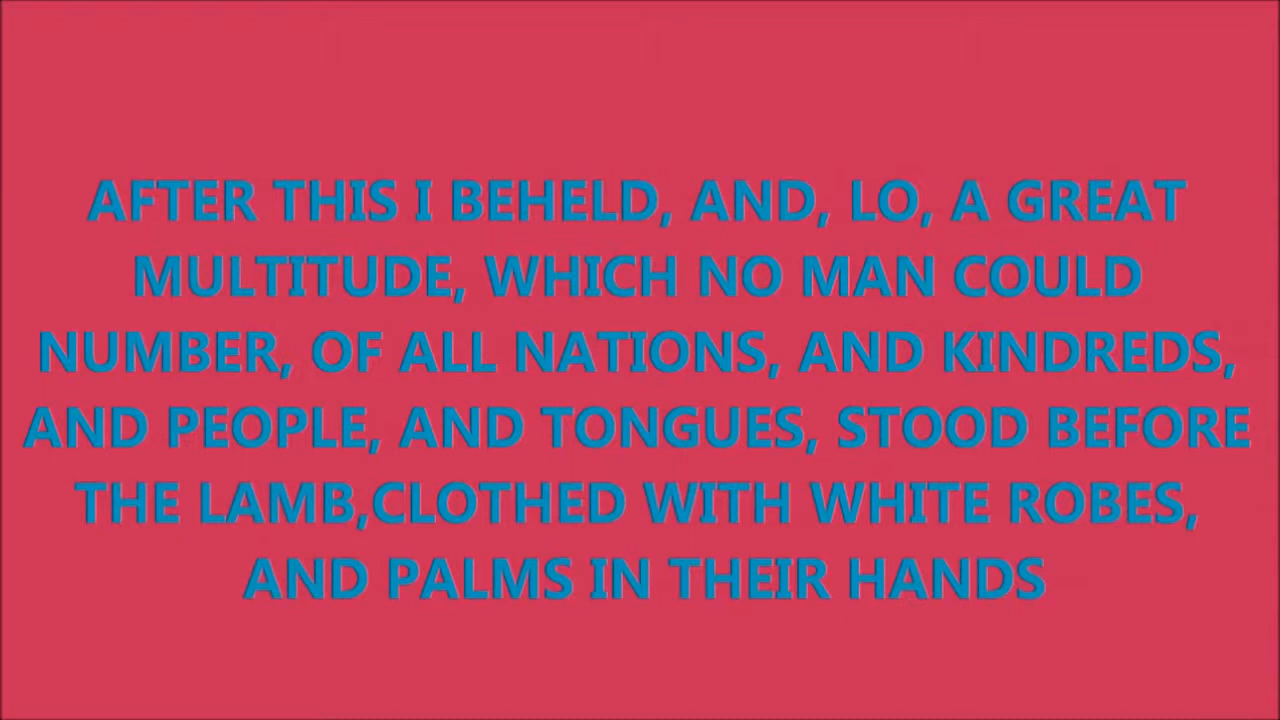 AFTER THIS I BEHELD, AND, LO, A GREAT
MULTITUDE, WHICH NO MAN COULD
NUMBER, OF ALL NATIONS, AND KINDREDS,
AND PEOPLE, AND TONGUES, STOOD BEFORE
THE LAMB,CLOTHED WITH WHITE ROBES,
AND PALMS IN THEIR HANDS